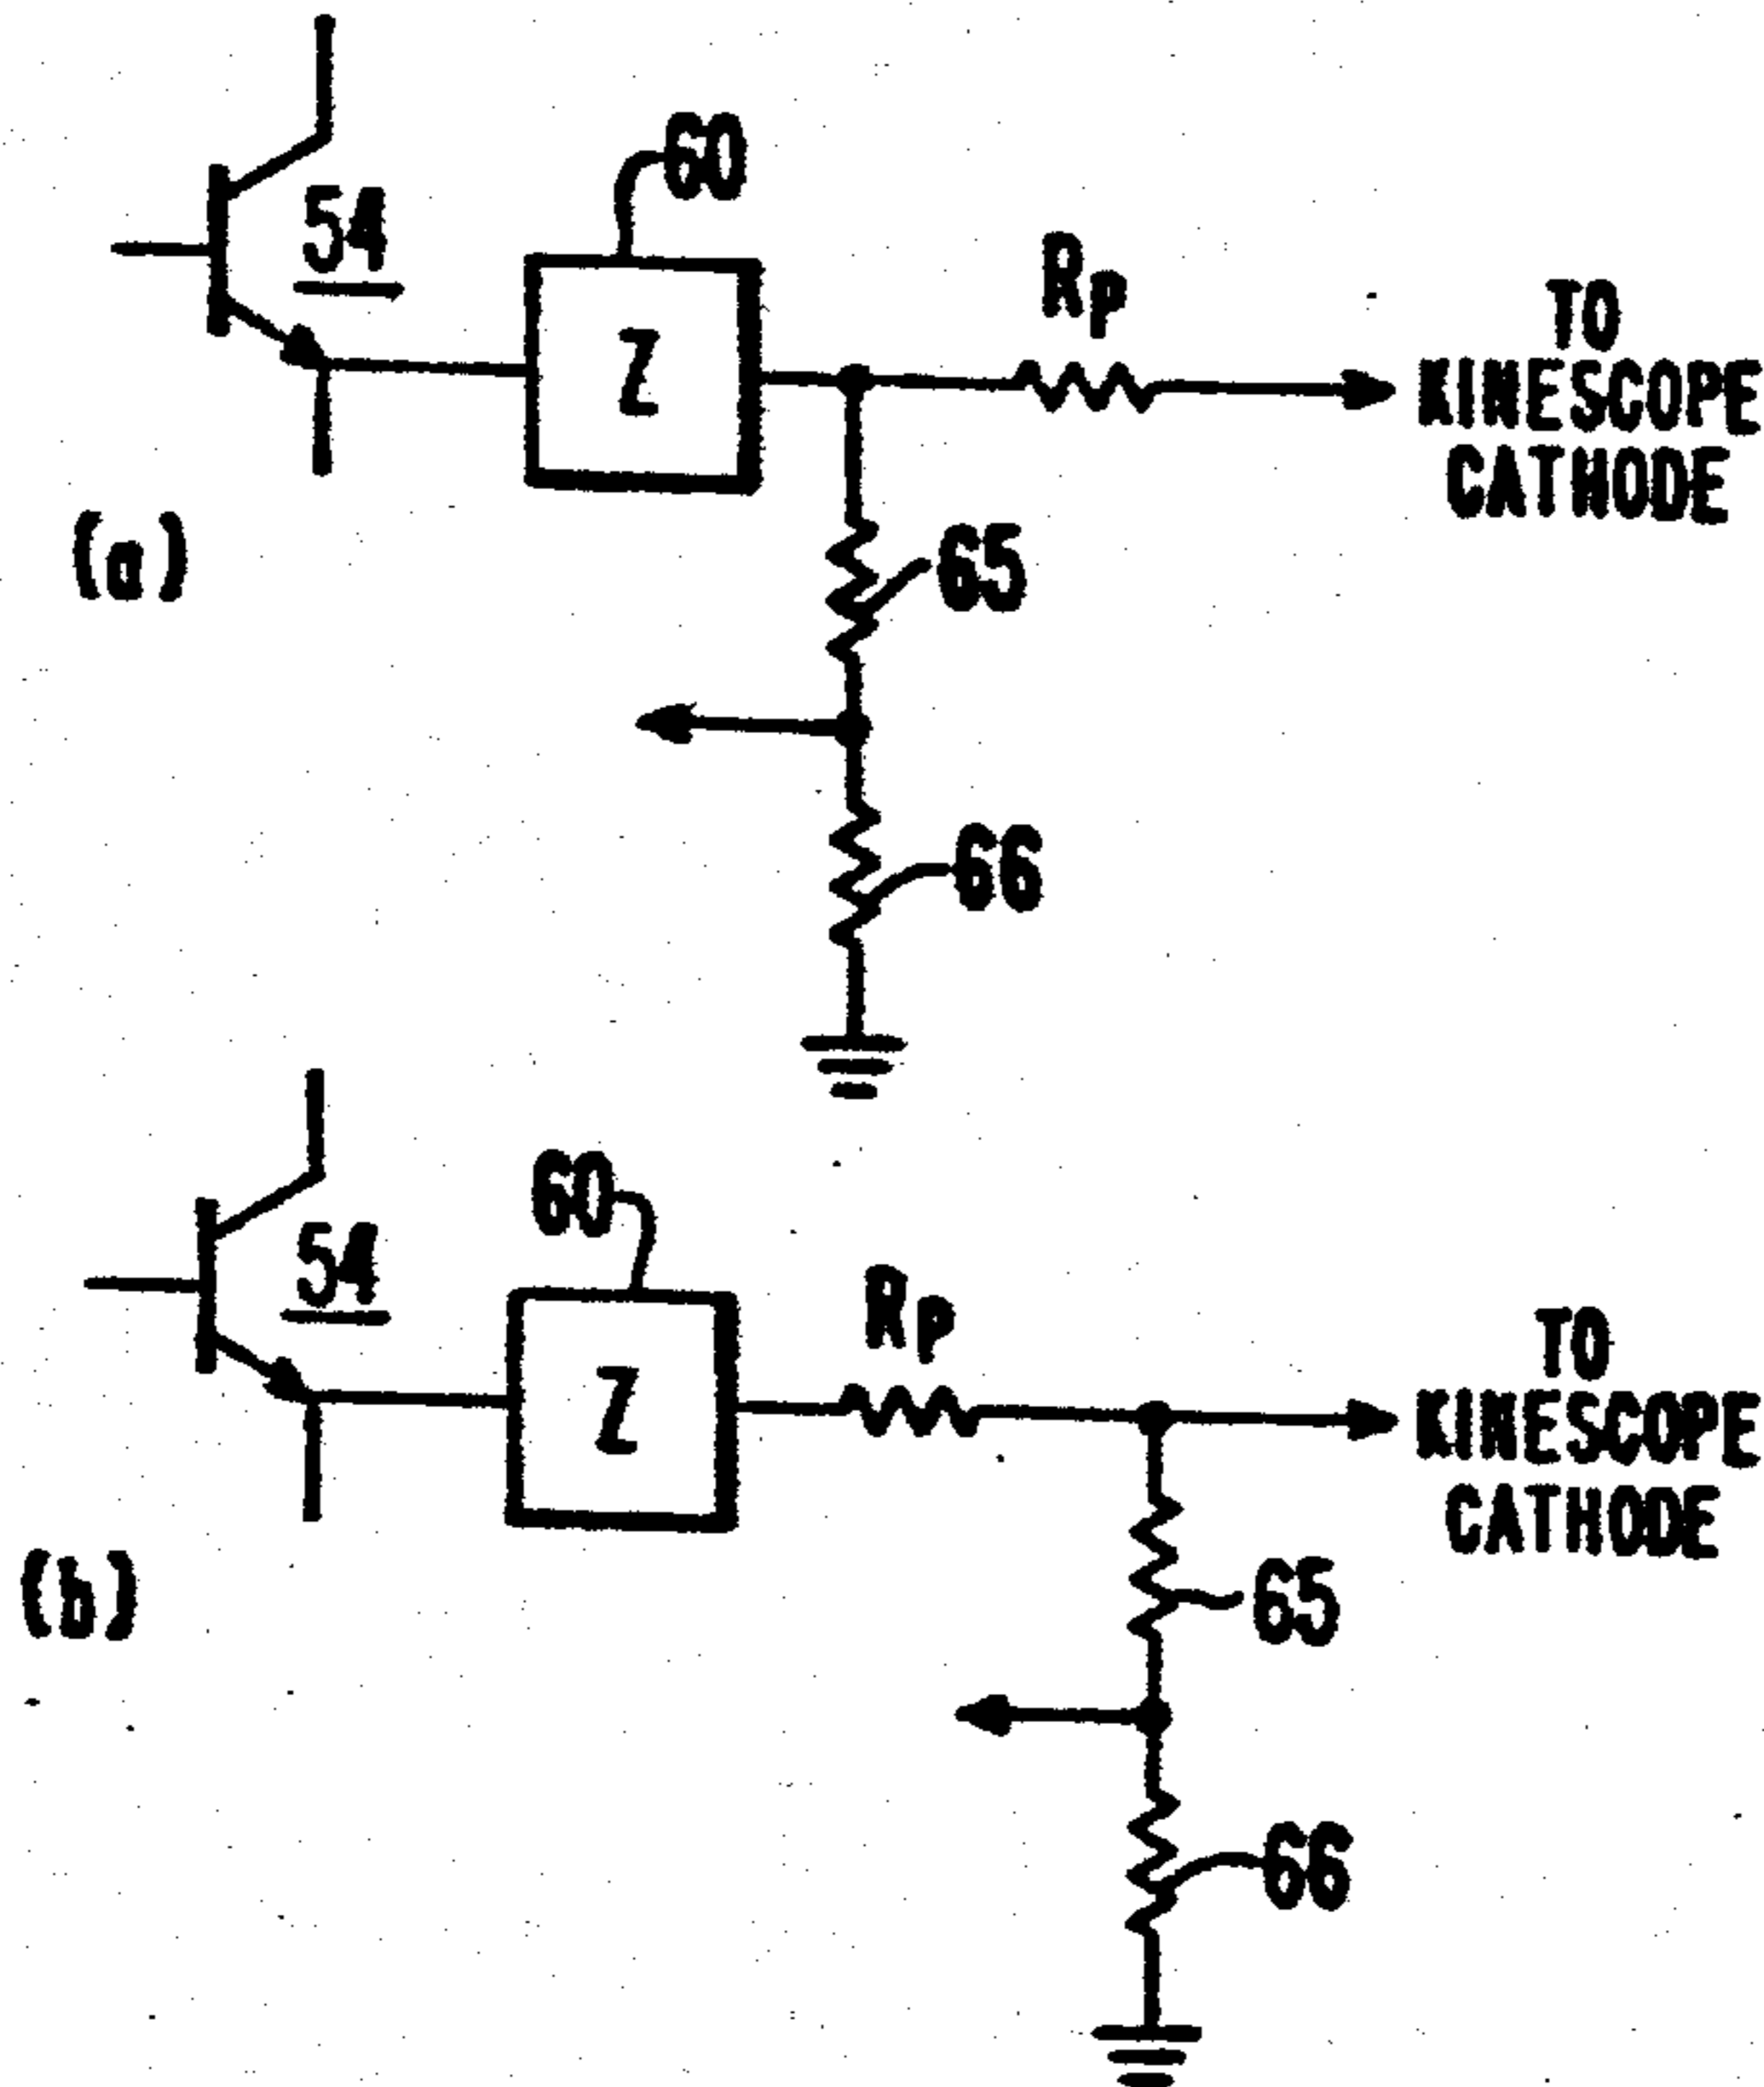 60
54
Rp
Z
TO
KINESCOPE
CATHODE
(a)
65
66
60
54
Rp
Z
TO
KINESCOPE
CATHODE
(b)
65
66